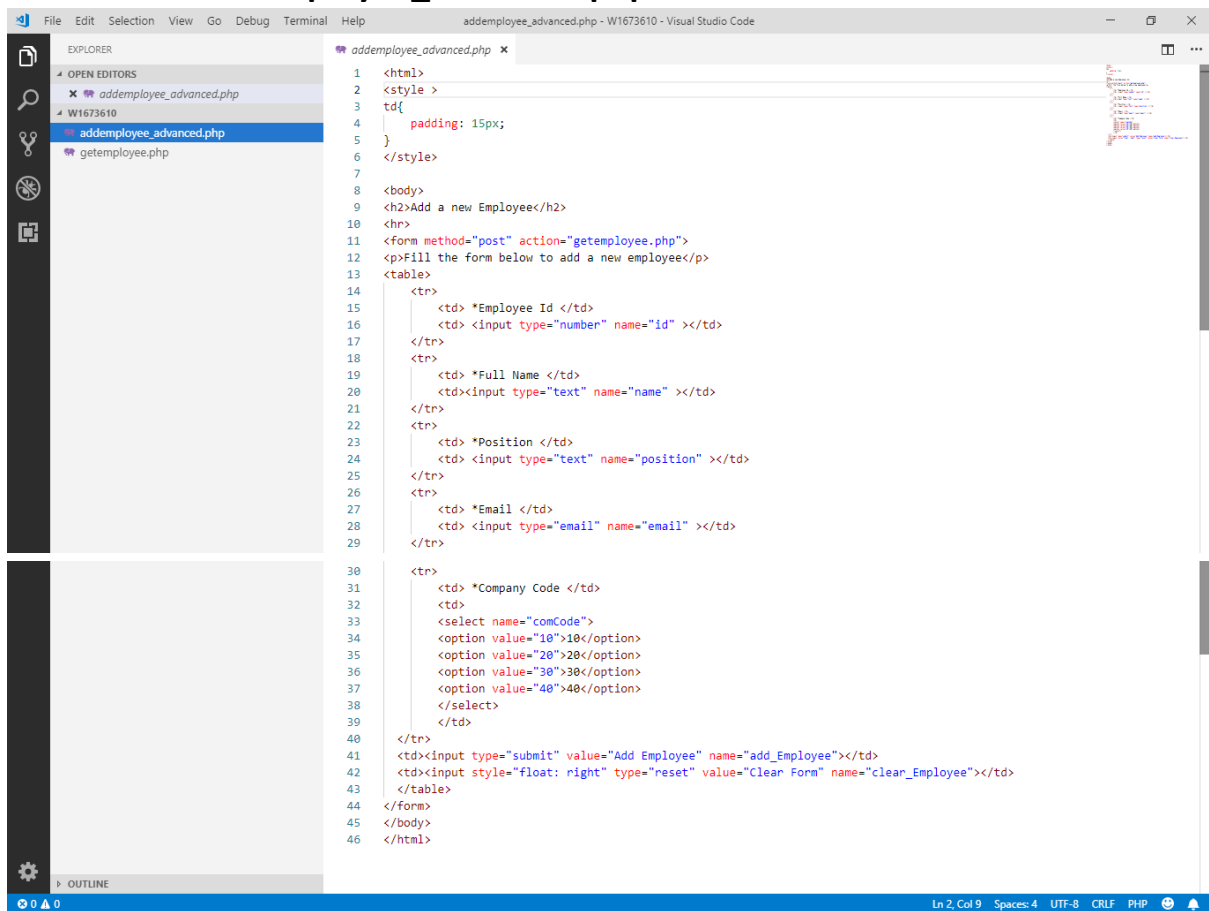 File Edit Selection View Go Debug Terminal Help addemployee_advanced.php - W1673610 - Visual Studio Code
EXPLORER
OPEN EDITORS
addemployee_advanced.php
W1673610
addemployee_advanced.php
getemployee.php
addemployee_advanced.php
1 <html>
2 <style >
3 td{
4 padding: 15px;
5 }
6 </style>
7
8 <body>
9 <h2>Add a new Employee</h2>
10 <hr>
11 <form method="post" action="getemployee.php">
12 <p>Fill the form below to add a new employee</p>
13 <table>
14 <tr>
15 <td> *Employee Id </td>
16 <td> <input type="number" name="id" ></td>
17 </tr>
18 <tr>
19 <td> *Full Name </td>
20 <td><input type="text" name="name" ></td>
21 </tr>
22 <tr>
23 <td> *Position </td>
24 <td> <input type="text" name="position" ></td>
25 </tr>
26 <tr>
27 <td> *Email </td>
28 <td> <input type="email" name="email" ></td>
29 </tr>
30 <tr>
31 <td> *Company Code </td>
32 <td>
33 <select name="comCode">
34 <option value="10">10</option>
35 <option value="20">20</option>
36 <option value="30">30</option>
37 <option value="40">40</option>
38 </select>
39 </td>
40 </tr>
41 <td><input type="submit" value="Add Employee" name="add_Employee"></td>
42 <td><input style="float: right" type="reset" value="Clear Form" name="clear_Employee"></td>
43 </table>
44 </form>
45 </body>
46 </html>
OUTLINE
0 0 Ln 2, Col 9 Spaces: 4 UTF-8 CRLF PHP